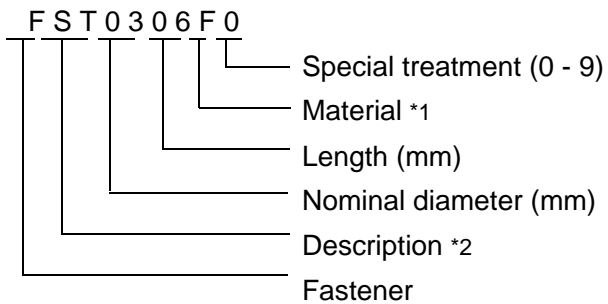 F S T 0 3 0 6 F 0
Special treatment (0 - 9)
Material *1
Length (mm)
Nominal diameter (mm)
Description *2
Fastener